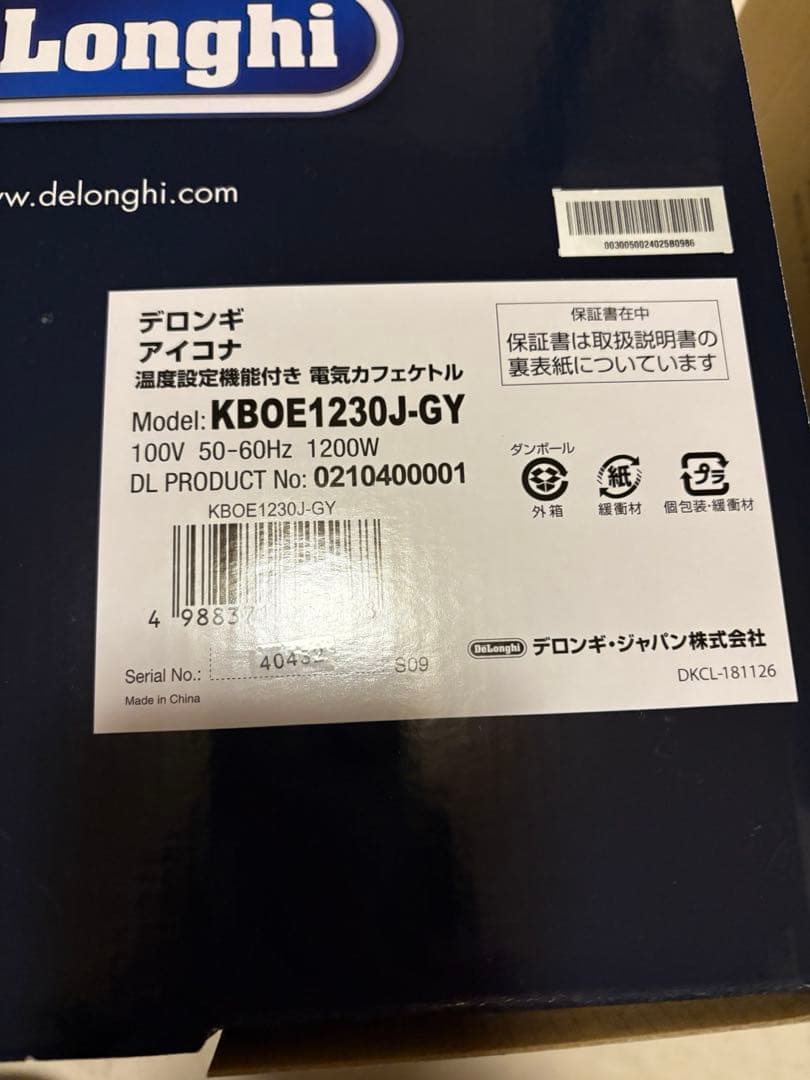 Longhi
w.delonghi.com
デロンギ
アイコナ
温度設定機能付き 電気カフェケトル
Model: KBOE1230J-GY
100V 50-60Hz 1200W
DL PRODUCT No: 0210400001
KBOE1230J-GY
Serial No.:
S09
Made in China
保証書在中
保証書は取扱説明書の
裏表紙についています
ダンボール
外箱
紙
緩衝材
プラ
個包装・緩衝材
DeLonghi デロンギ・ジャパン株式会社
DKCL-181126